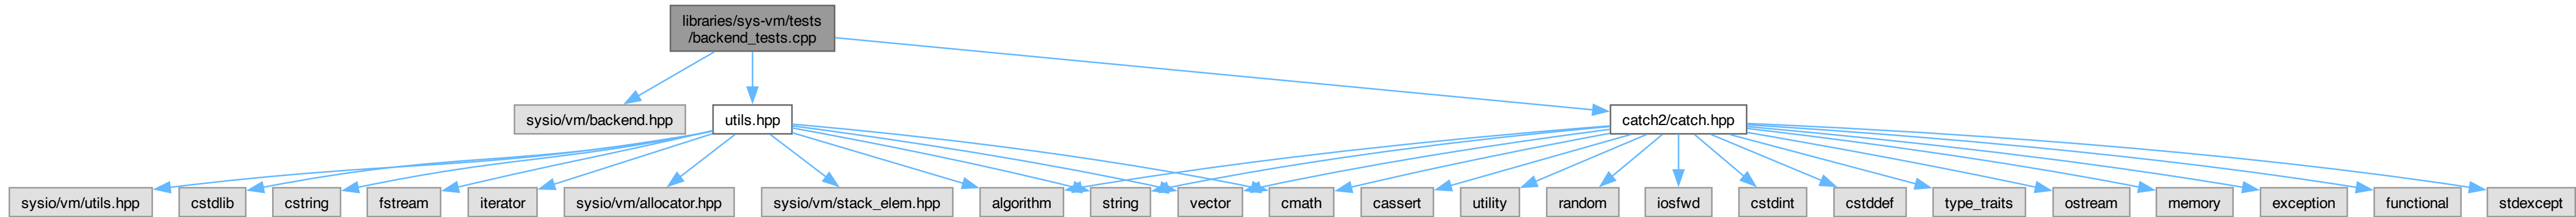 libraries/sys-vm/tests
/backend_tests.cpp
sysio/vm/backend.hpp
utils.hpp
catch2/catch.hpp
sysio/vm/utils.hpp
cstdlib
cstring
fstream
iterator
sysio/vm/allocator.hpp
sysio/vm/stack_elem.hpp
algorithm
string
vector
cmath
cassert
utility
random
iosfwd
cstdint
cstddef
type_traits
ostream
memory
exception
functional
stdexcept